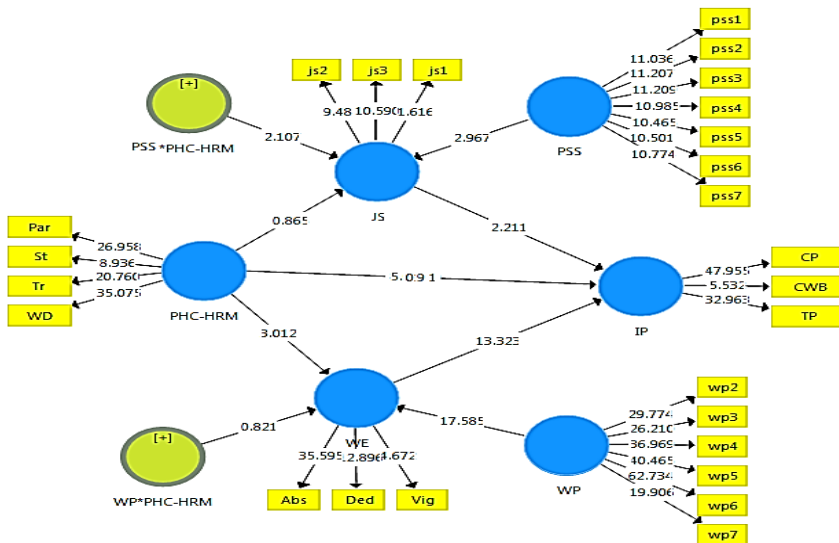 pss1
pss2
pss3
pss4
pss5
pss6
pss7
11.036
11.207
11.209
10.985
10.465
10.501
10.774
js2
js3
js1
9.48
10.590
1.616
[+]
PSS *PHC-HRM
2.107
2.967
PSS
JS
0.865
2.211
Par
St
Tr
WD
26.958
8.936
20.760
35.075
PHC-HRM
CP
CWB
TP
47.955
5.532
32.963
IP
3.012
13.323
[+]
WP*PHC-HRM
0.821
17.585
WE
35.595
2.896
4.672
Abs
Ded
Vig
WP
wp2
wp3
wp4
wp5
wp6
wp7
29.774
26.210
36.969
40.465
62.734
19.906